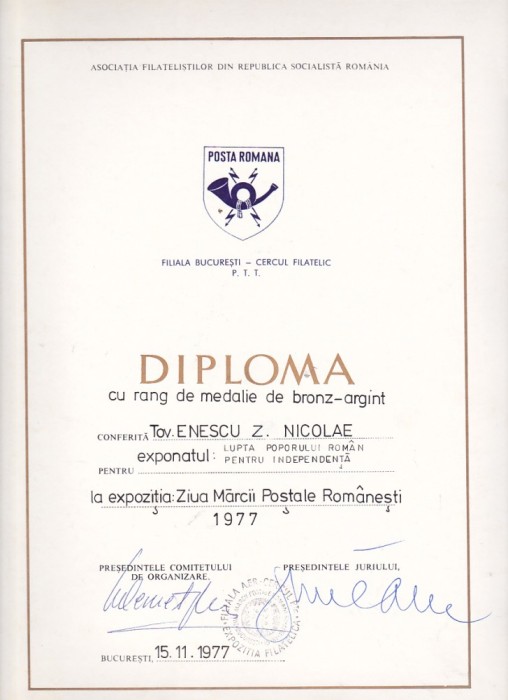 ASOCIAȚIA FILATELIȘTILOR DIN REPUBLICA SOCIALISTĂ ROMÂNIA
POSTA ROMANA
FILIALA BUCUREȘTI – CERCUL FILATELIC
P. T. T.
DIPLOMA
cu rang de medalie de bronz-argint
CONFERITĂ Tov. ENESCU Z. NICOLAE
exponatul: LUPTA POPORULUI ROMÂN
PENTRU INDEPENDENȚĂ
PENTRU
la expoziția: Ziua Mărcii Poștale Românești
1977
PREȘEDINTELE COMITETULUI
DE ORGANIZARE,
PREȘEDINTELE JURIULUI,
EXPOZIȚIA FILATELICĂ
BUCUREȘTI, 15.11.1977